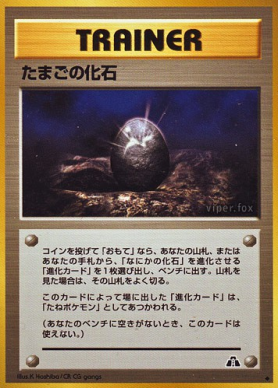 TRAINER
たまごの化石
viper.fox
コインを投げて「おもて」なら、あなたの山札、または
あなたの手札から、「なにかの化石」を進化させる
「進化カード」を1枚選び出し、ベンチに出す。山札を
見た場合は、その山札をよく切る。
このカードによって場に出した「進化カード」は、
「たねポケモン」としてあつかわれる。
(あなたのベンチに空きがないとき、このカードは
使えない。)
Illus.K.Hoshiba/CR CG gangs